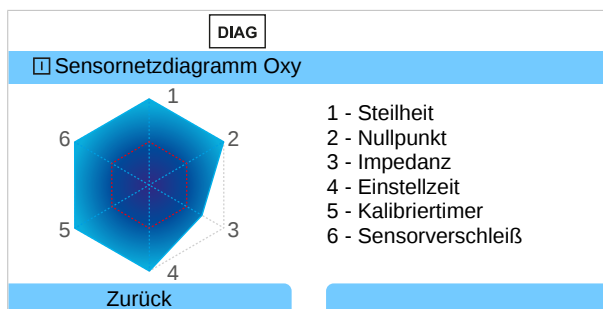 DIAG
I Sensornetzdiagramm Oxy
1
2
3
4
5
6
1 - Steilheit
2 - Nullpunkt
3 - Impedanz
4 - Einstellzeit
5 - Kalibriertimer
6 - Sensorverschleiß
Zurück